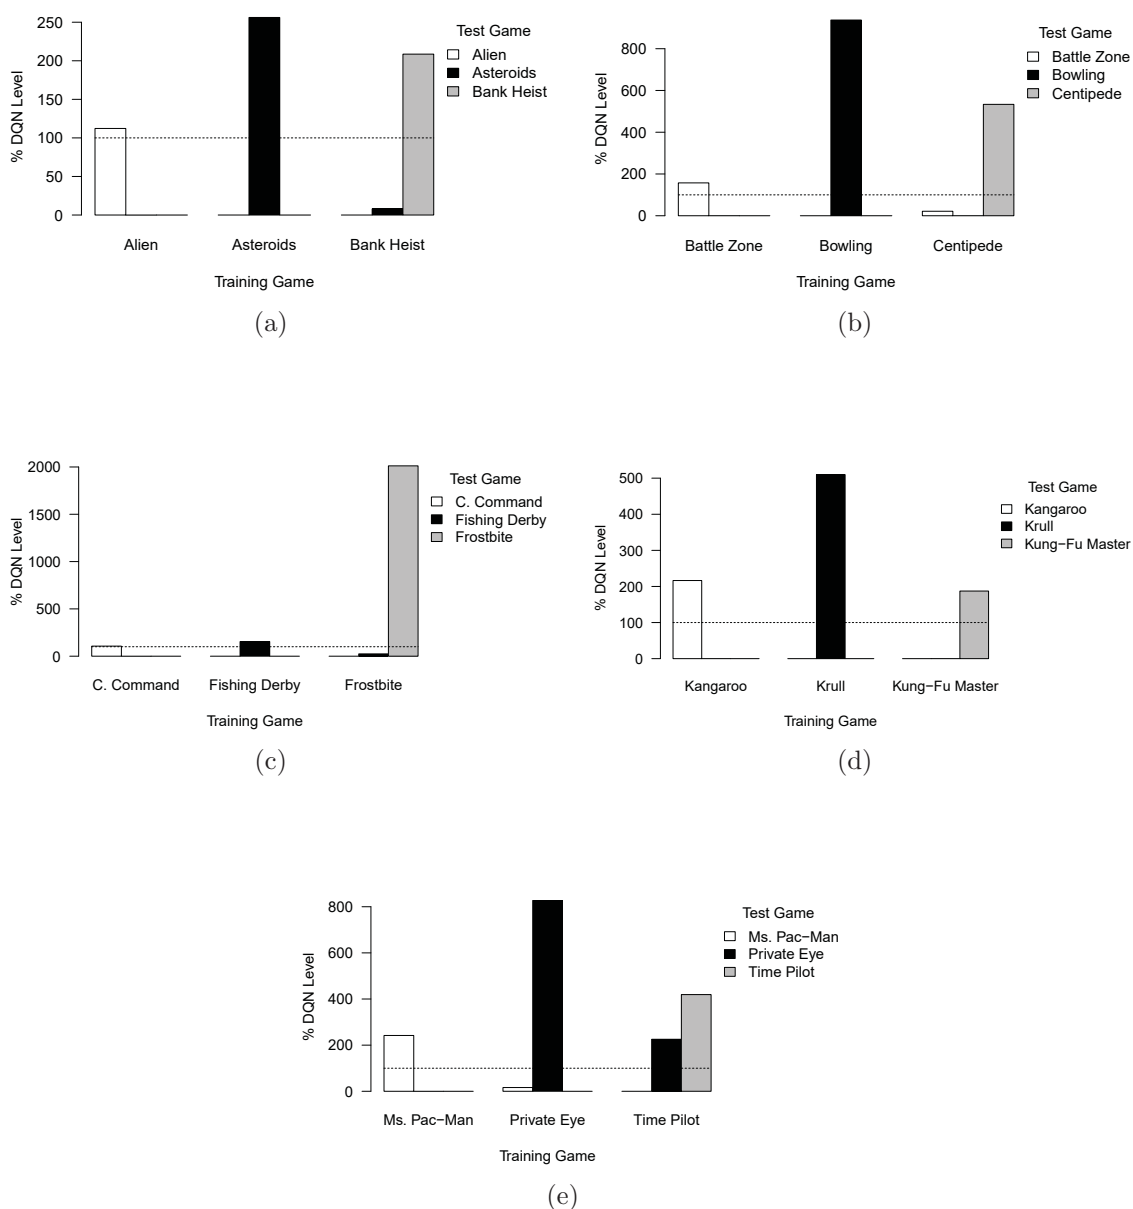 % DQN Level
250
200
150
100
50
0
Alien
Asteroids
Bank Heist
Training Game
Test Game
Alien
Asteroids
Bank Heist
(a)
% DQN Level
800
600
400
200
0
Battle Zone
Bowling
Centipede
Training Game
Test Game
Battle Zone
Bowling
Centipede
(b)
% DQN Level
2000
1500
1000
500
0
C. Command
Fishing Derby
Frostbite
Training Game
Test Game
C. Command
Fishing Derby
Frostbite
(c)
% DQN Level
500
400
300
200
100
0
Kangaroo
Krull
Kung−Fu Master
Training Game
Test Game
Kangaroo
Krull
Kung−Fu Master
(d)
% DQN Level
800
600
400
200
0
Ms. Pac−Man
Private Eye
Time Pilot
Training Game
Test Game
Ms. Pac−Man
Private Eye
Time Pilot
(e)